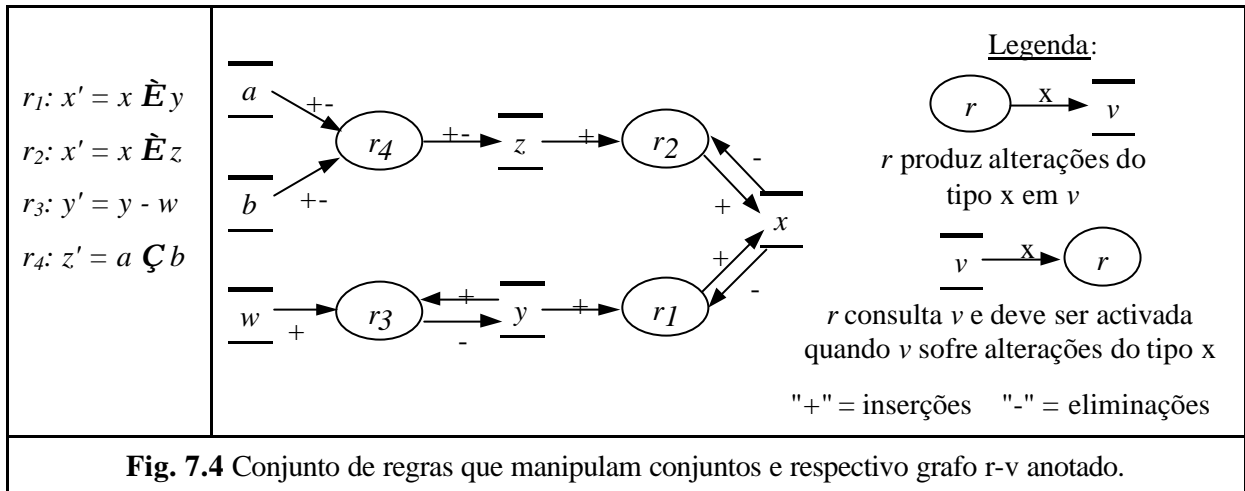 r1: x' = x È y
r2: x' = x È z
r3: y' = y - w
r4: z' = a Ç b
a
+-
b
+-
r4
+-
z
+
r2
-
+
x
w
+
r3
+
-
y
+
r1
+
-
Legenda:
r
x
v
r produz alterações do
tipo x em v
v
x
r
r consulta v e deve ser activada
quando v sofre alterações do tipo x
"+" = inserções "-" = eliminações
Fig. 7.4 Conjunto de regras que manipulam conjuntos e respectivo grafo r-v anotado.